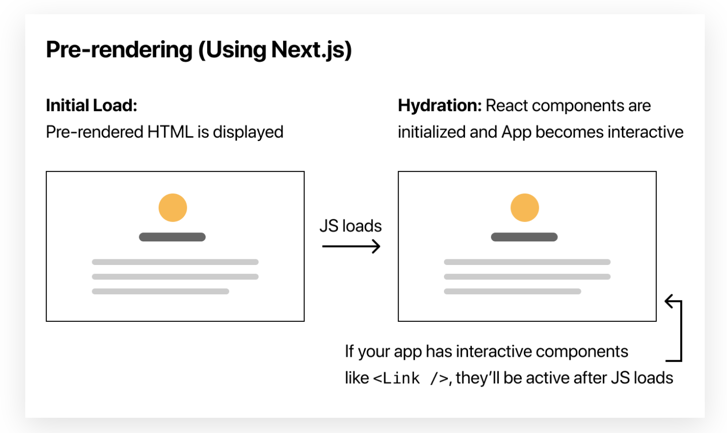 Pre-rendering (Using Next.js)
Initial Load:
Pre-rendered HTML is displayed
Hydration: React components are
initialized and App becomes interactive
JS loads
If your app has interactive components
like <Link />, they’ll be active after JS loads